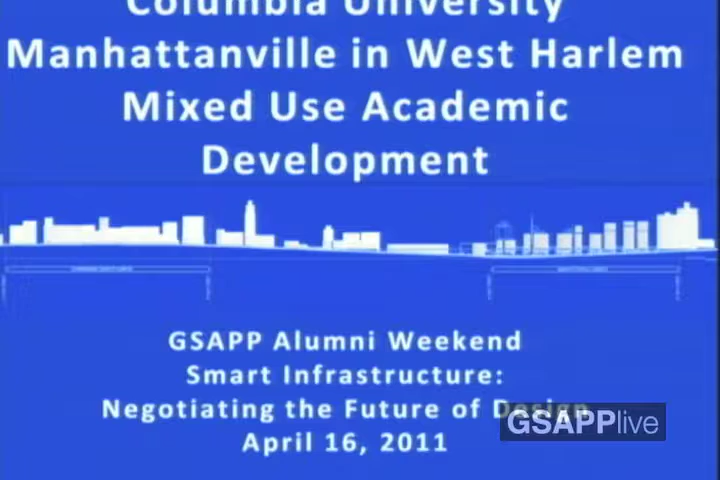 Columbia University
Manhattanville in West Harlem
Mixed Use Academic
Development
GSAPP Alumni Weekend
Smart Infrastructure:
Negotiating the Future of Design
April 16, 2011
GSAPPlive